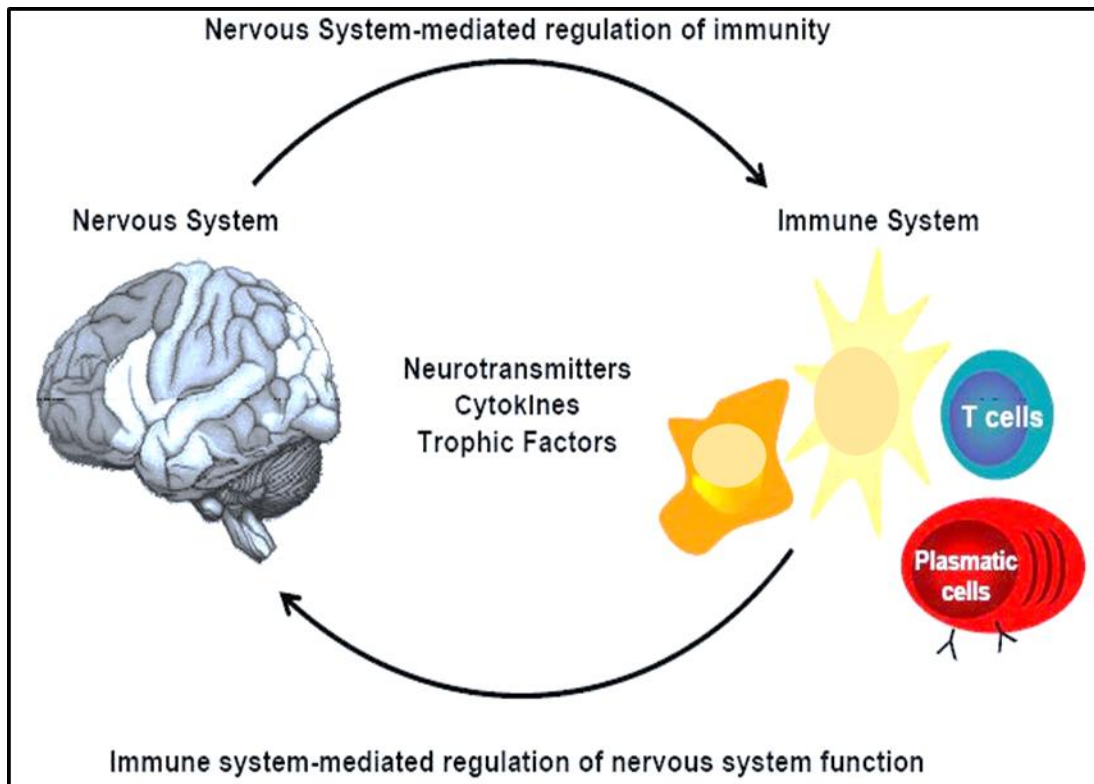 Nervous System-mediated regulation of immunity
Nervous System
Immune System
Neurotransmitters
CytokInes
Trophic Factors
T cells
Plasmatic
cells
Immune system-mediated regulation of nervous system function